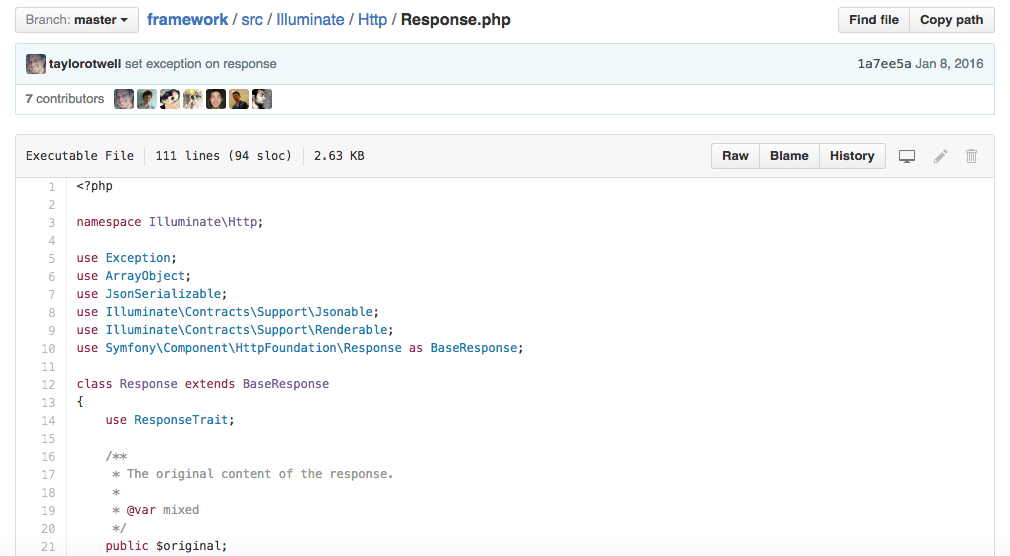 Branch: master framework / src / Illuminate / Http / Response.php Find file Copy path
taylorotwell set exception on response 1a7ee5a Jan 8, 2016
7 contributors
Executable File 111 lines (94 sloc) 2.63 KB Raw Blame History
1 <?php
2
3 namespace Illuminate\Http;
4
5 use Exception;
6 use ArrayObject;
7 use JsonSerializable;
8 use Illuminate\Contracts\Support\Jsonable;
9 use Illuminate\Contracts\Support\Renderable;
10 use Symfony\Component\HttpFoundation\Response as BaseResponse;
11
12 class Response extends BaseResponse
13 {
14 use ResponseTrait;
15
16 /**
17 * The original content of the response.
18 *
19 * @var mixed
20 */
21 public $original;